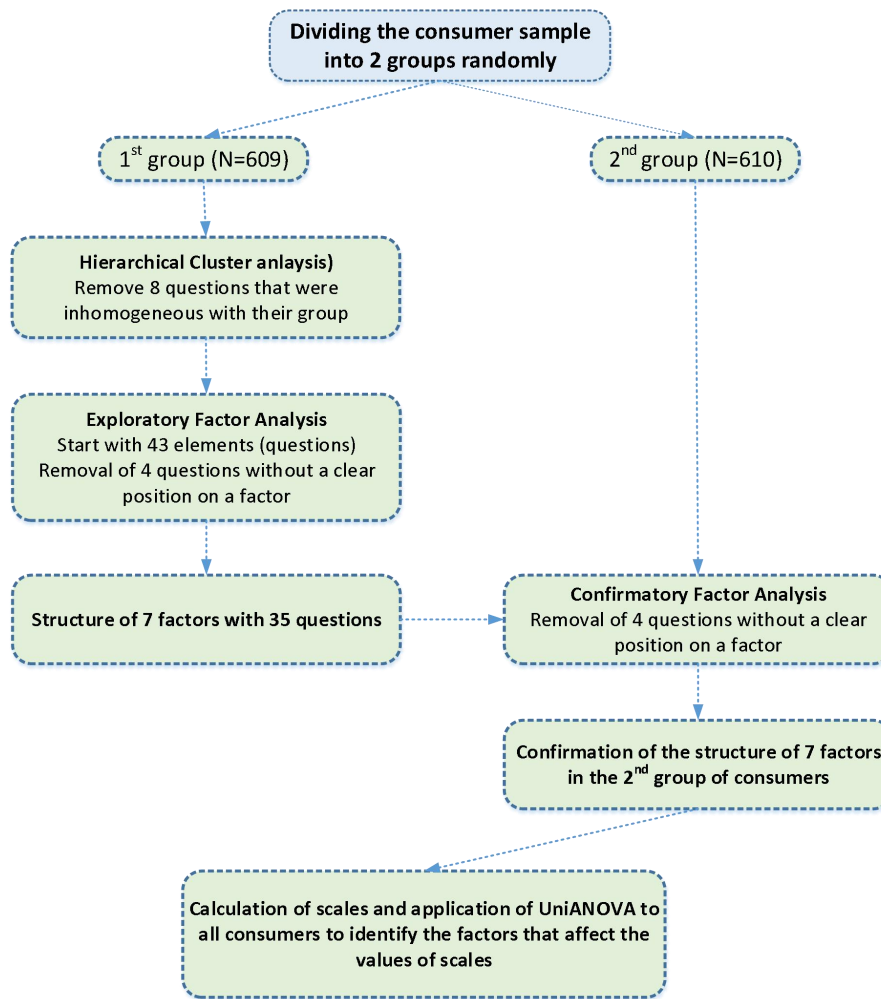 Dividing the consumer sample
into 2 groups randomly
1st group (N=609)
2nd group (N=610)
Hierarchical Cluster anlaysis)
Remove 8 questions that were
inhomogeneous with their group
Exploratory Factor Analysis
Start with 43 elements (questions)
Removal of 4 questions without a clear
position on a factor
Structure of 7 factors with 35 questions
Confirmatory Factor Analysis
Removal of 4 questions without a clear
position on a factor
Confirmation of the structure of 7 factors
in the 2nd group of consumers
Calculation of scales and application of UniANOVA to
all consumers to identify the factors that affect the
values of scales